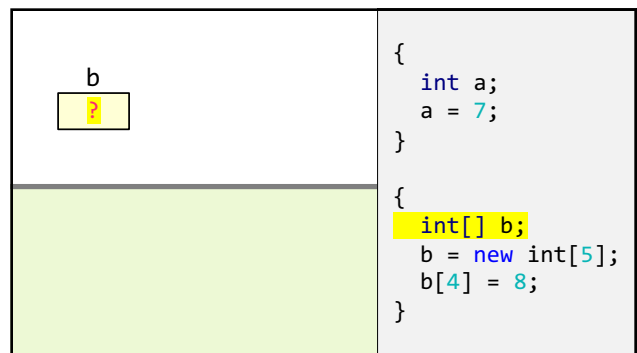 b
?
{
int a;
a = 7;
}
{
int[] b;
b = new int[5];
b[4] = 8;
}